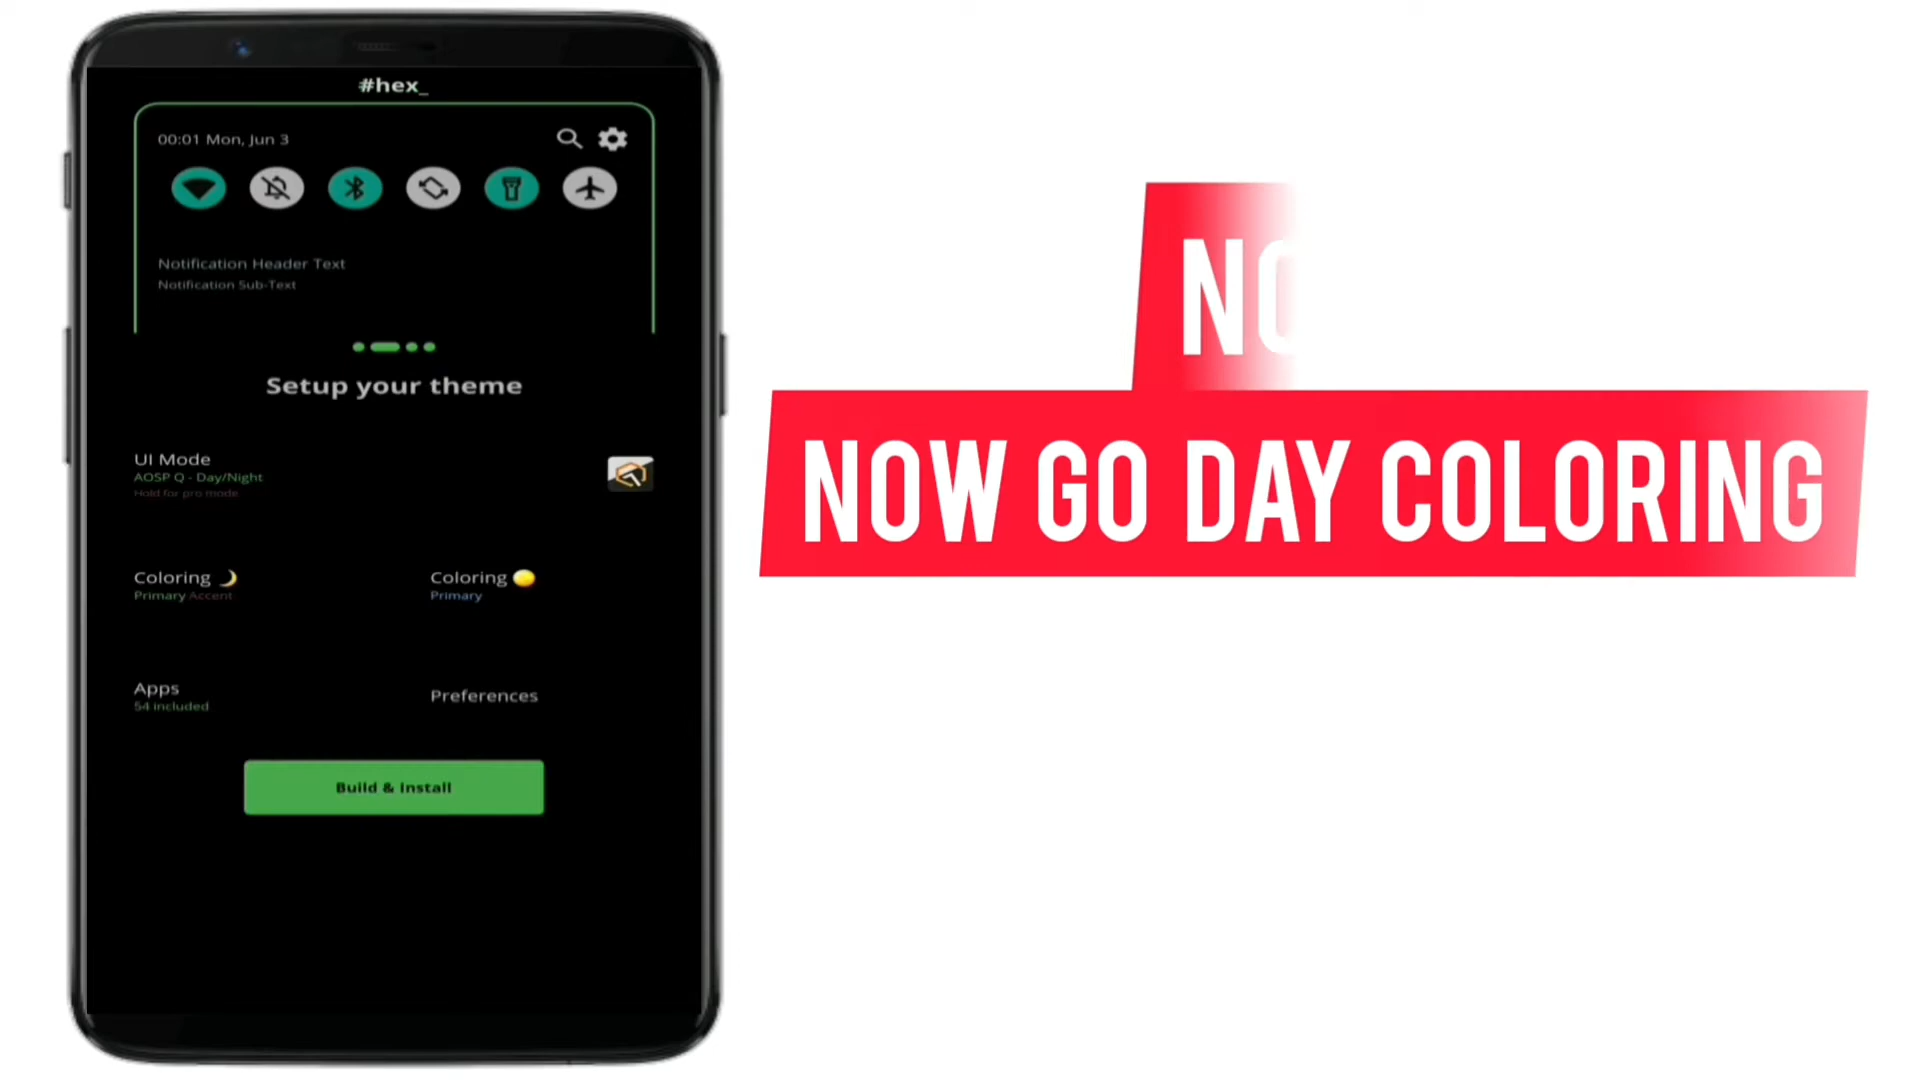 #hex_
00:01 Mon, Jun 3
Notification Header Text
Notification Sub-Text
Setup your theme
UI Mode
AOSP Q - Day/Night
Hold for pro mode
Coloring
Primary Accent
Coloring
Primary
Apps
54 included
Preferences
Build & Install
NO
NOW GO DAY COLORING